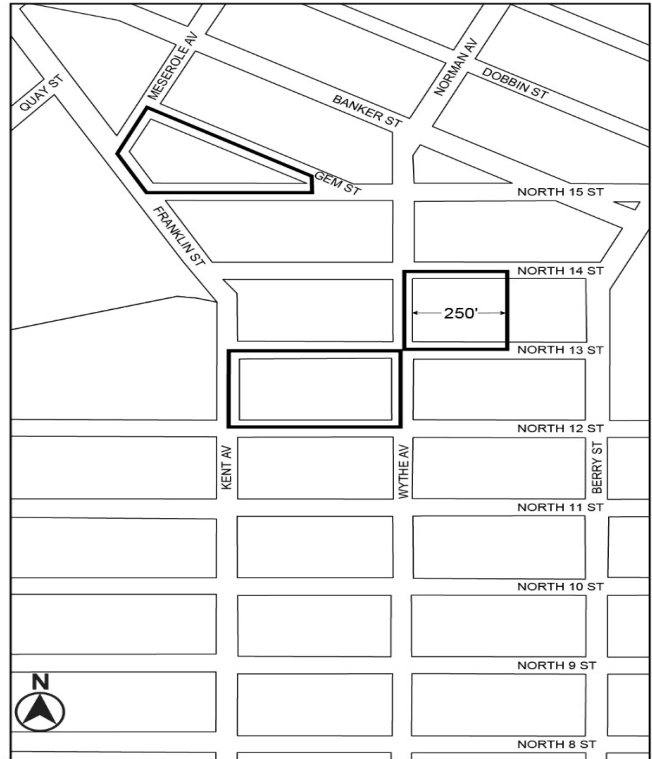 QUAY ST
MESEROLE AV
NORMAN AV
DOBBIN ST
BANKER ST
GEM ST
NORTH 15 ST
FRANKLIN ST
NORTH 14 ST
250'
NORTH 13 ST
NORTH 12 ST
KENT AV
WYTHE AV
BERRY ST
NORTH 11 ST
NORTH 10 ST
NORTH 9 ST
N
NORTH 8 ST